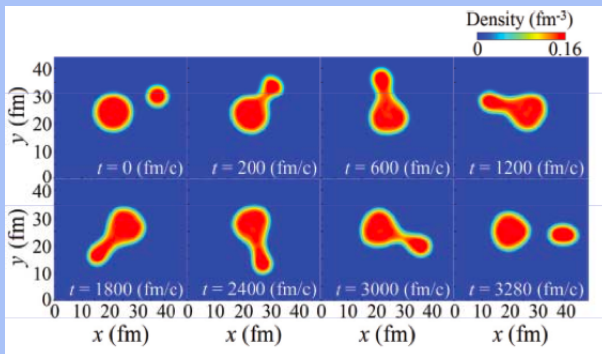 Density (fm⁻³)
0 0.16
40
30
20
10
0
y (fm)
t = 0 (fm/c) t = 200 (fm/c) t = 600 (fm/c) t = 1200 (fm/c)
40
30
20
10
0
y (fm)
t = 1800 (fm/c) t = 2400 (fm/c) t = 3000 (fm/c) t = 3280 (fm/c)
0 10 20 30 40 0 10 20 30 40 0 10 20 30 40 0 10 20 30 40
x (fm) x (fm) x (fm) x (fm)